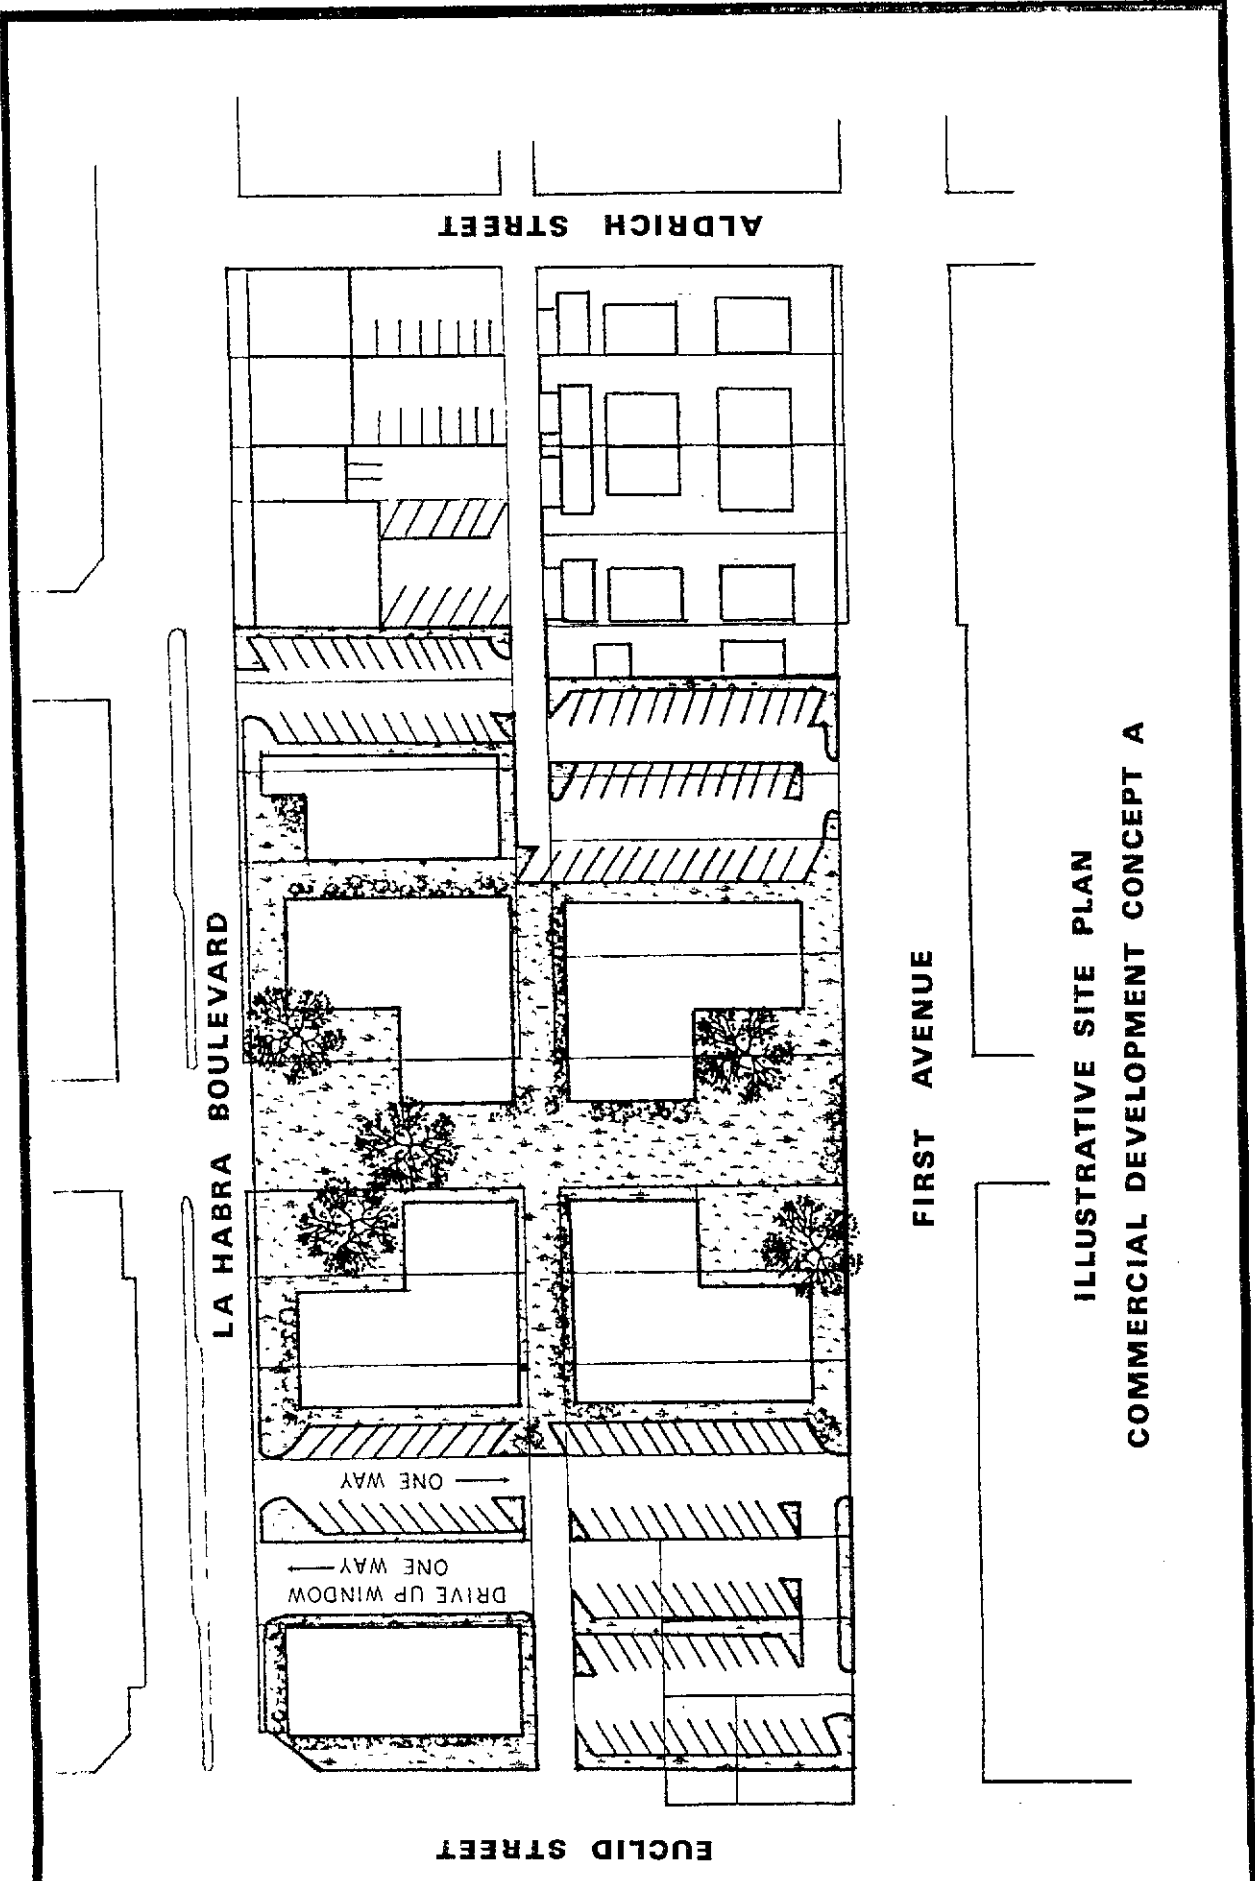 ALDRICH STREET
LA HABRA BOULEVARD
FIRST AVENUE
ONE WAY
ONE WAY
DRIVE UP WINDOW
EUCLID STREET
ILLUSTRATIVE SITE PLAN
COMMERCIAL DEVELOPMENT CONCEPT A